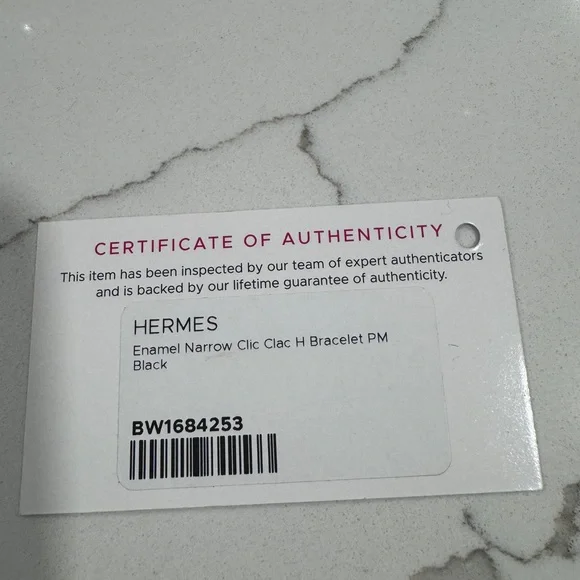 CERTIFICATE OF AUTHENTICITY
This item has been inspected by our team of expert authenticators
and is backed by our lifetime guarantee of authenticity.
HERMES
Enamel Narrow Clic Clac H Bracelet PM
Black
BW1684253